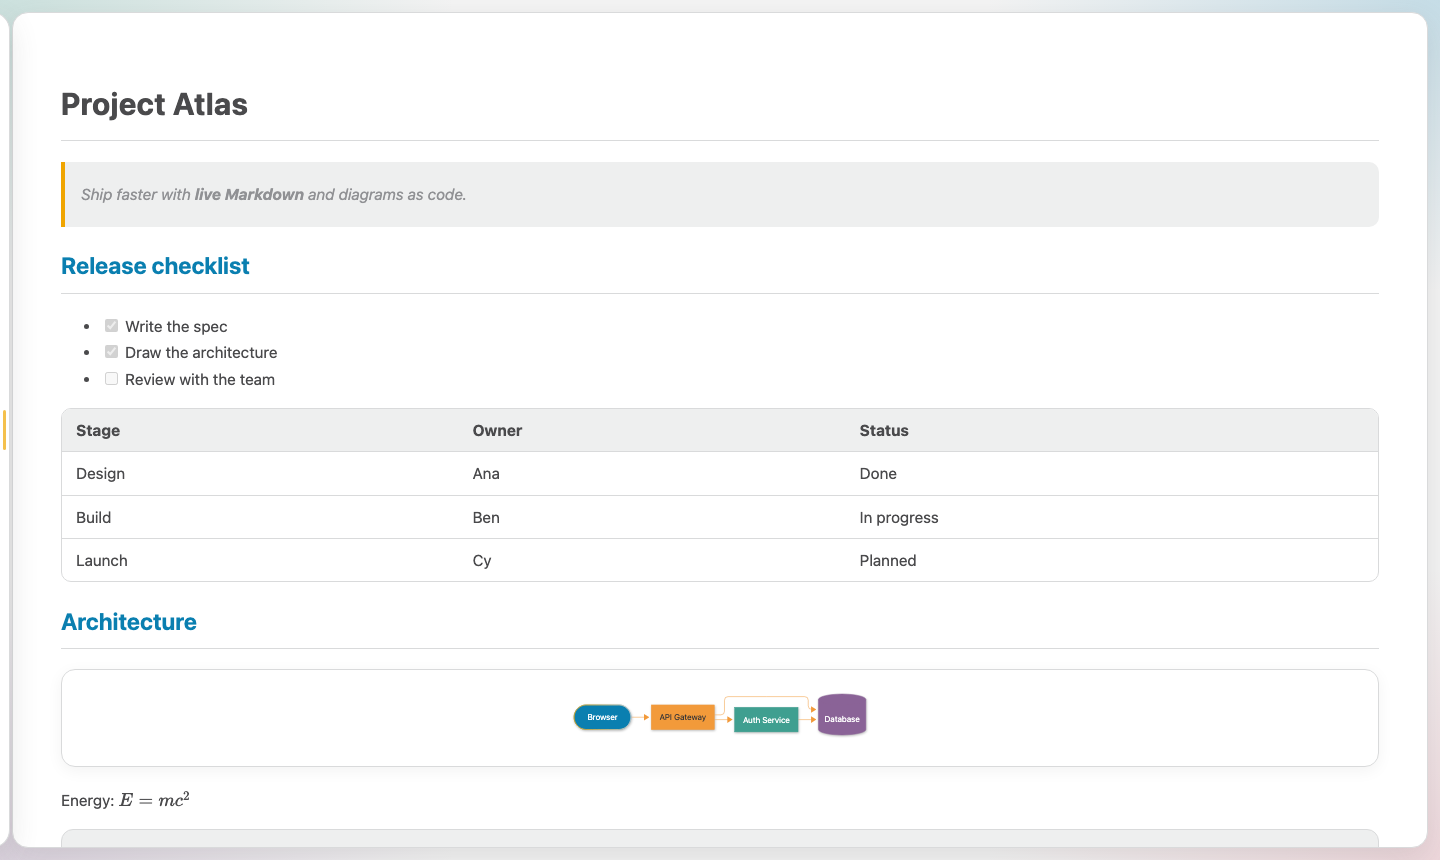 Project Atlas
Ship faster with live Markdown and diagrams as code.
Release checklist
Write the spec
Draw the architecture
Review with the team
Stage Owner Status
Design Ana Done
Build Ben In progress
Launch Cy Planned
Architecture
Browser API Gateway Auth Service Database
Energy: E = mc²